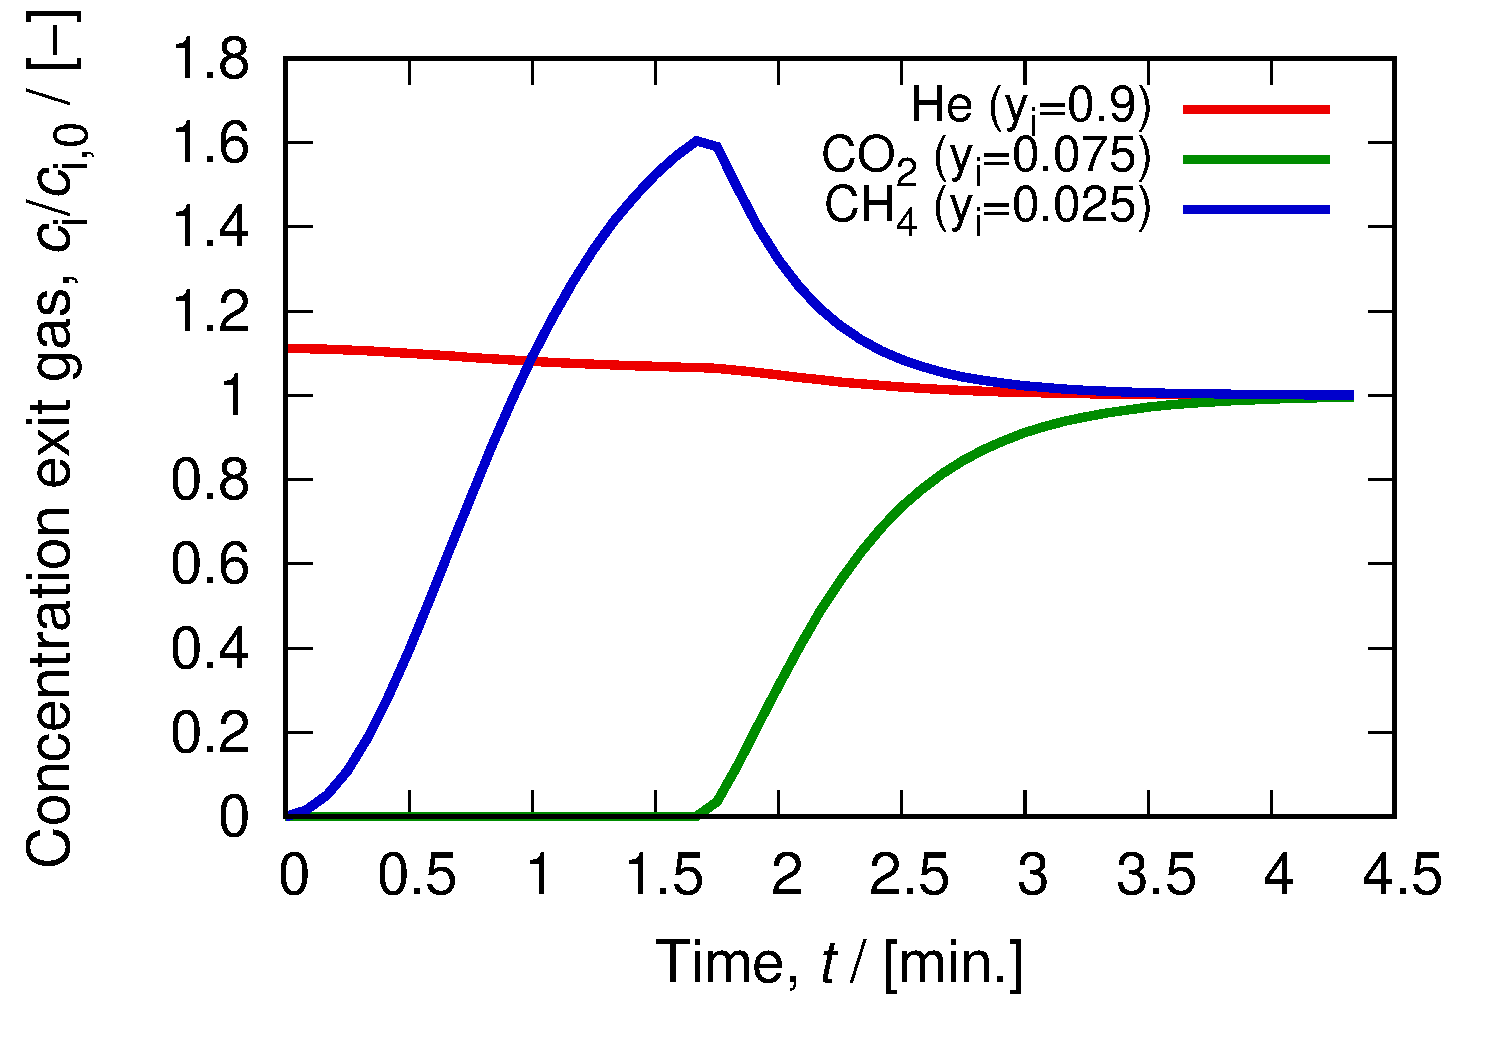 Concentration exit gas, ci/ci,0 / [−]
1.8
1.6
1.4
1.2
1
0.8
0.6
0.4
0.2
0
He (yi=0.9)
CO2 (yi=0.075)
CH4 (yi=0.025)
0 0.5 1 1.5 2 2.5 3 3.5 4 4.5
Time, t / [min.]